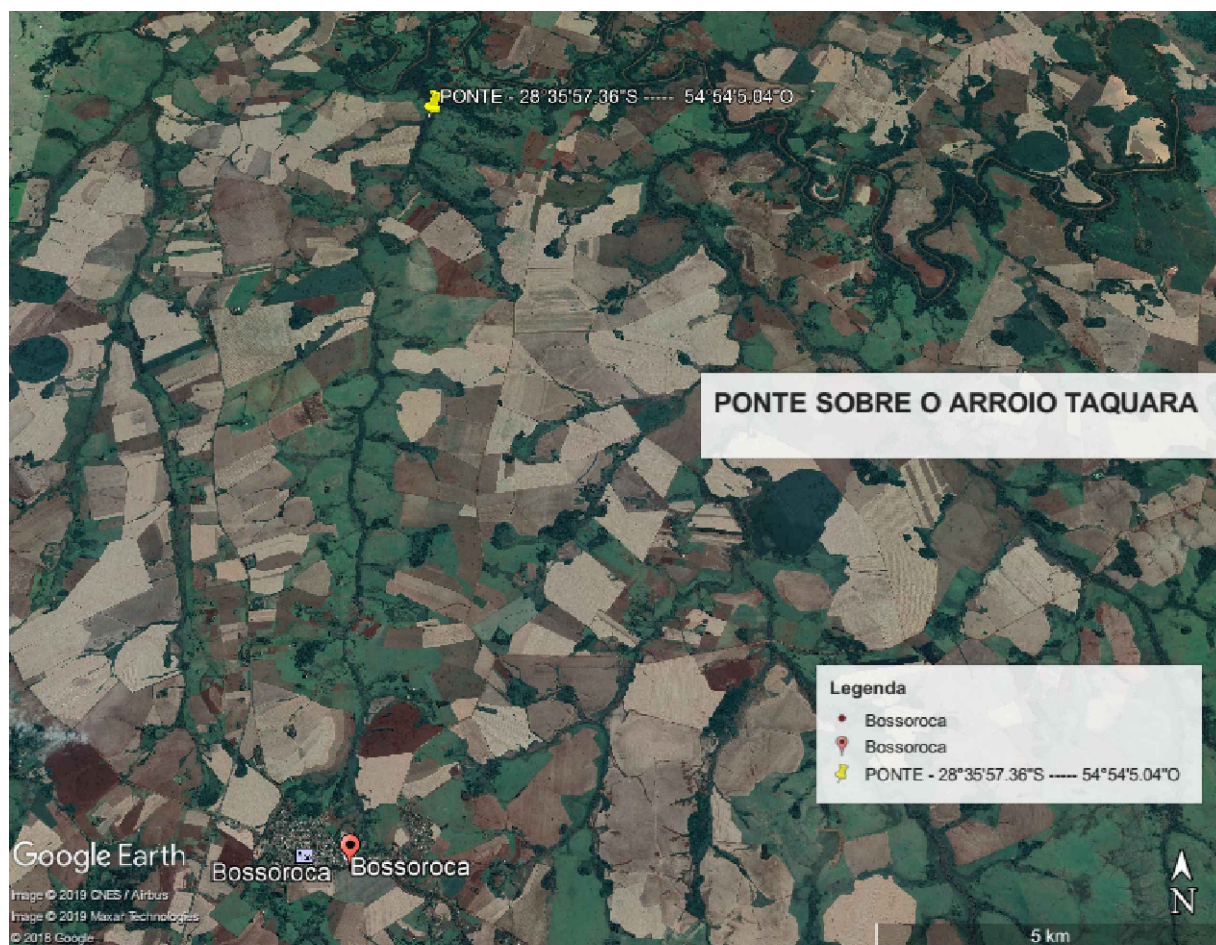 PONTE - 28°35'57.36"S ----- 54°54'5.04"O
PONTE SOBRE O ARROIO TAQUARA
Legenda
Bossoroca
Bossoroca
PONTE - 28°35'57.36"S ----- 54°54'5.04"O
Google Earth
Bossoroca
Bossoroca
Image © 2019 CNES / Airbus
Image © 2019 Maxar Technologies
© 2018 Google
N
5 km